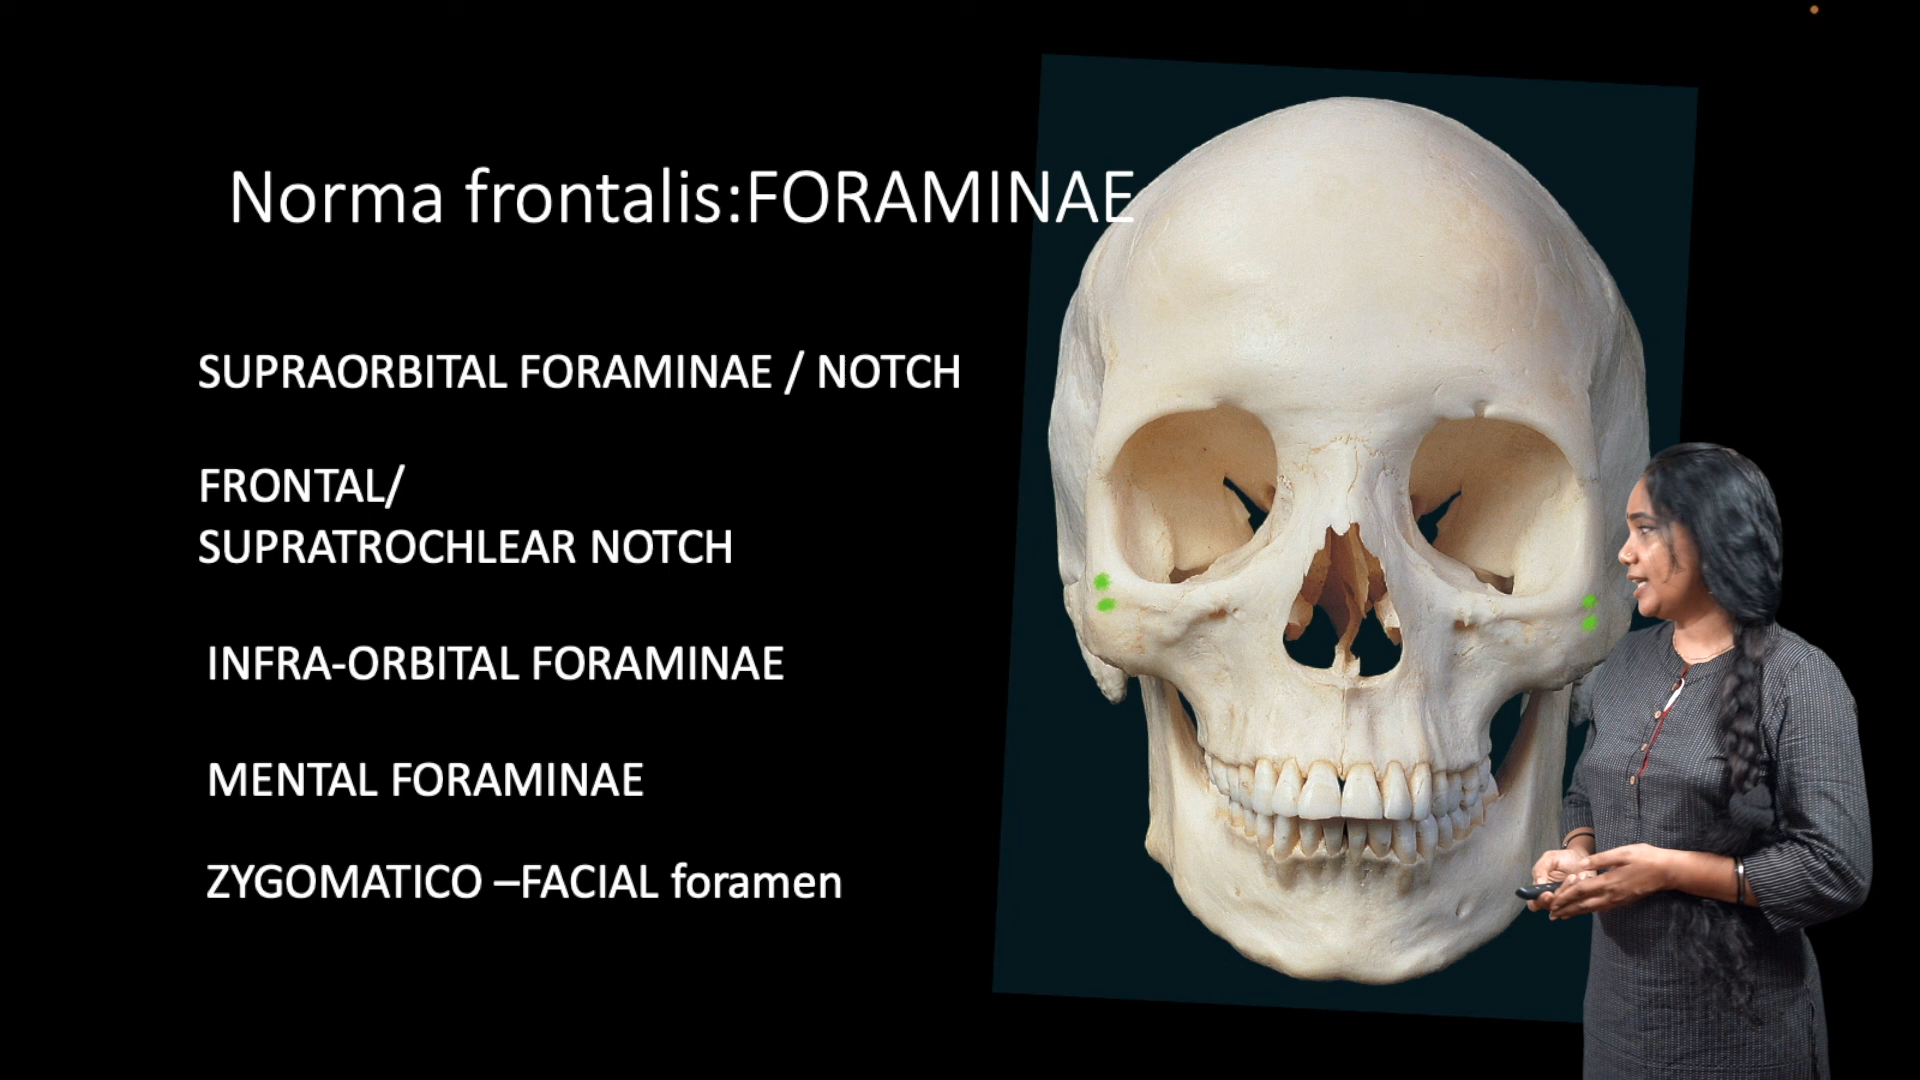 Norma frontalis:FORAMINAE
SUPRAORBITAL FORAMINAE / NOTCH
FRONTAL/
SUPRATROCHLEAR NOTCH
INFRA-ORBITAL FORAMINAE
MENTAL FORAMINAE
ZYGOMATICO –FACIAL foramen